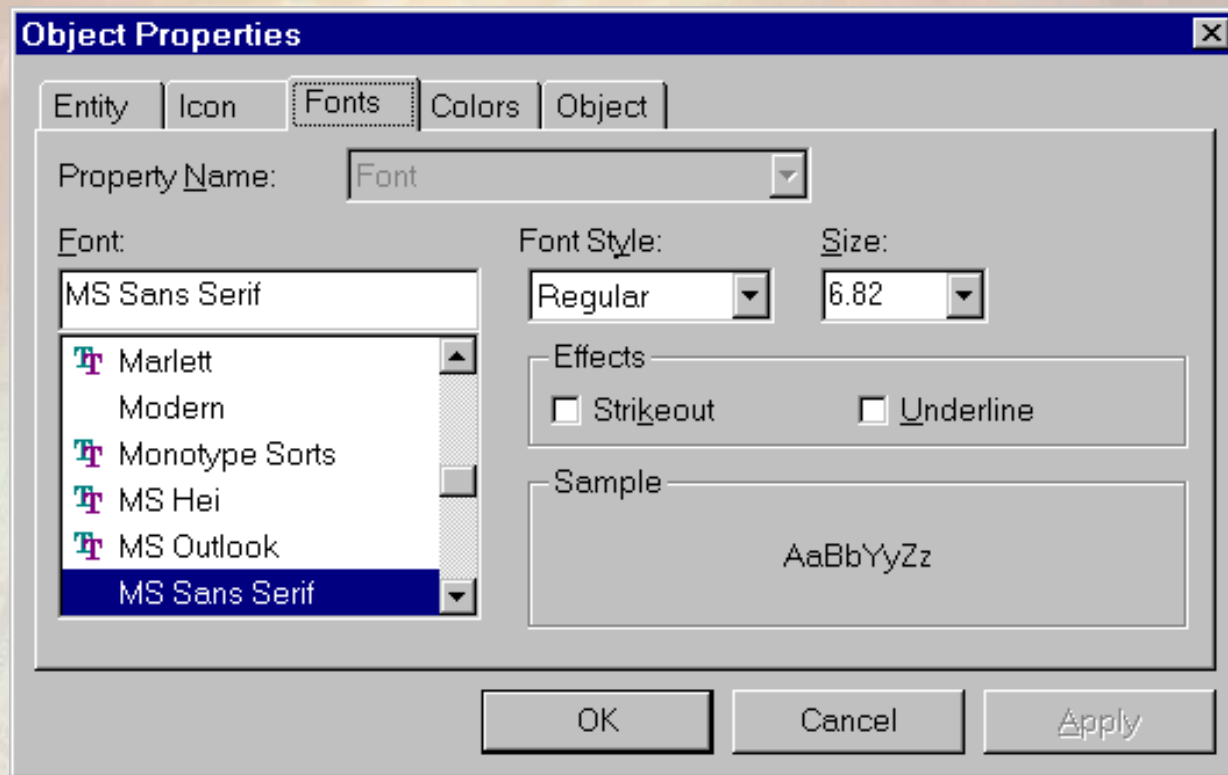 Object Properties
Entity Icon Fonts Colors Object
Property Name: Font
Font: Font Style: Size:
MS Sans Serif Regular 6.82
Marlett
Modern
Monotype Sorts
MS Hei
MS Outlook
MS Sans Serif
Effects
Strikeout Underline
Sample
AaBbYyZz
OK Cancel Apply